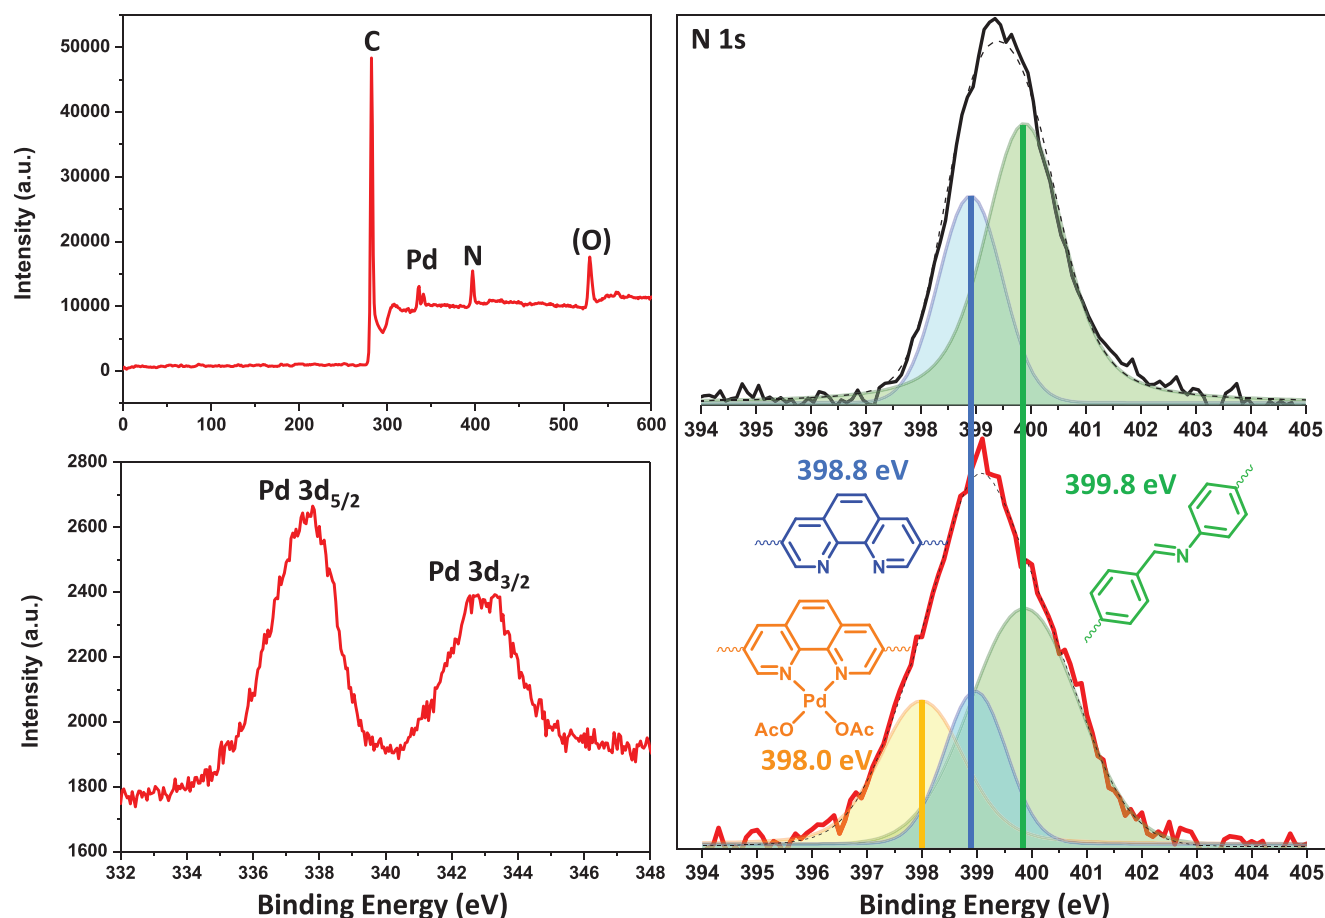 50000
40000
30000
20000
10000
0
Intensity (a.u.)
C
Pd
N
(O)
0 100 200 300 400 500 600
2800
2600
2400
2200
2000
1800
1600
Intensity (a.u.)
Pd 3d5/2
Pd 3d3/2
332 334 336 338 340 342 344 346 348
Binding Energy (eV)
N 1s
394 395 396 397 398 399 400 401 402 403 404 405
398.8 eV
399.8 eV
N N
N
N N
Pd
AcO OAc
398.0 eV
394 395 396 397 398 399 400 401 402 403 404 405
Binding Energy (eV)